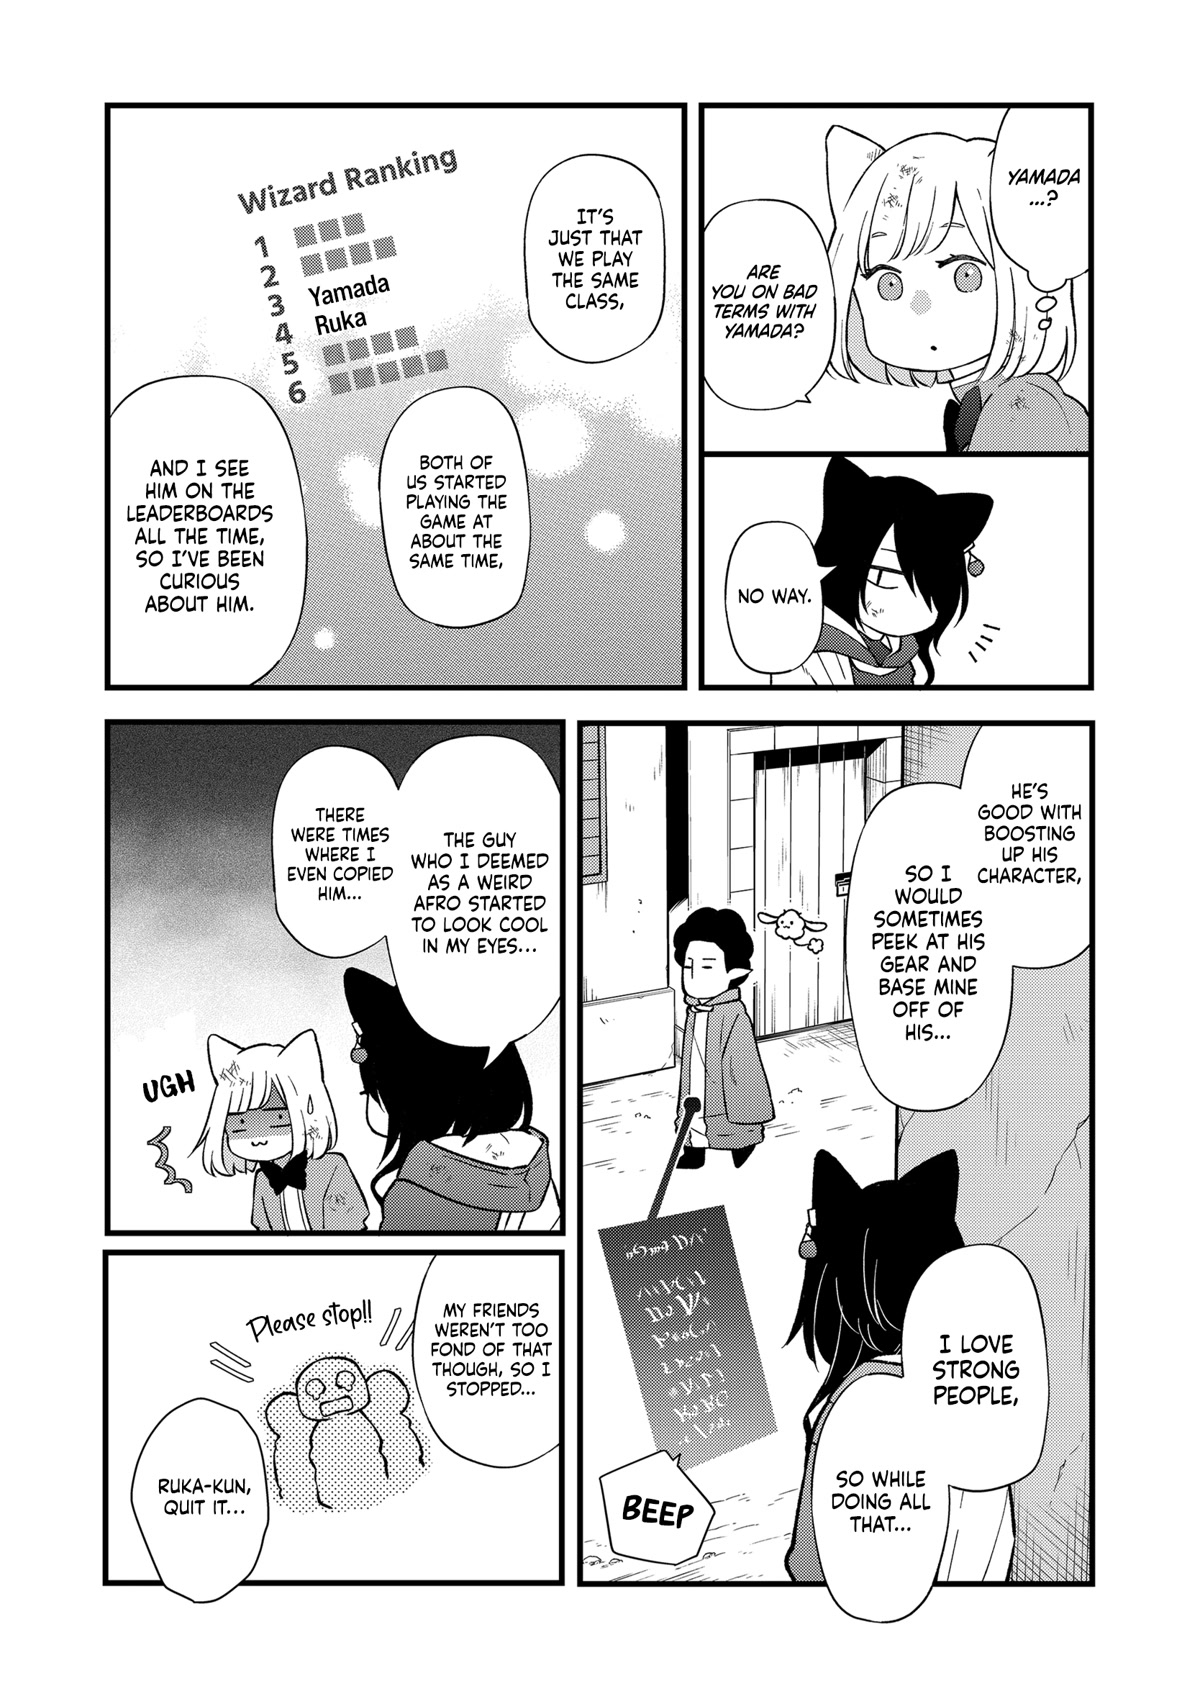 YAMADA
...?
ARE
YOU ON BAD
TERMS WITH
YAMADA?
NO WAY.
IT'S
JUST THAT
WE PLAY
THE SAME
CLASS,
Wizard Ranking
1
2
3 Yamada
4 Ruka
5
6
BOTH OF
US STARTED
PLAYING THE
GAME AT
ABOUT THE
SAME TIME,
AND I SEE
HIM ON THE
LEADERBOARDS
ALL THE TIME,
SO I'VE BEEN
CURIOUS
ABOUT HIM.
HE'S
GOOD WITH
BOOSTING
UP HIS
CHARACTER,
SO I
WOULD
SOMETIMES
PEEK AT HIS
GEAR AND
BASE MINE
OFF OF
HIS...
I LOVE
STRONG
PEOPLE,
SO WHILE
DOING ALL
THAT...
BEEP
THE GUY
WHO I DEEMED
AS A WEIRD
AFRO STARTED
TO LOOK COOL
IN MY EYES...
THERE
WERE TIMES
WHERE I
EVEN COPIED
HIM...
UGH
MY FRIENDS
WEREN'T TOO
FOND OF THAT
THOUGH, SO I
STOPPED...
Please stop!!
RUKA-KUN,
QUIT IT...